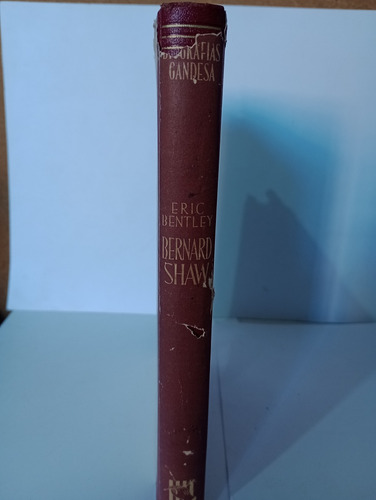 BIOGRAFIAS
GANDESA
ERIC
BENTLEY
BERNARD
SHAW